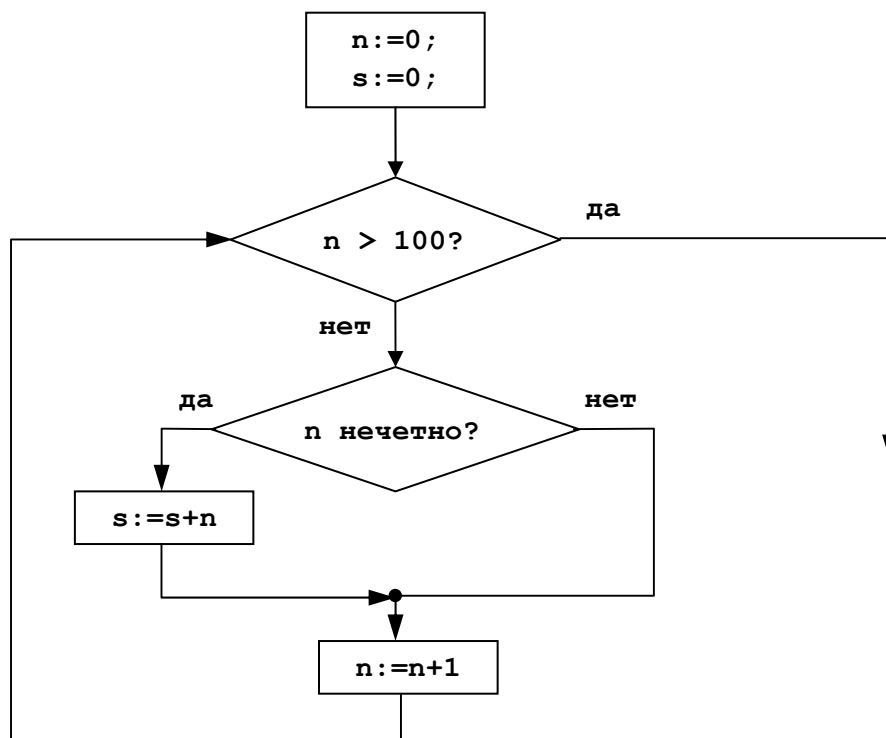 n:=0;
s:=0;
да
n > 100?
нет
да
нет
n нечетно?
s:=s+n
n:=n+1